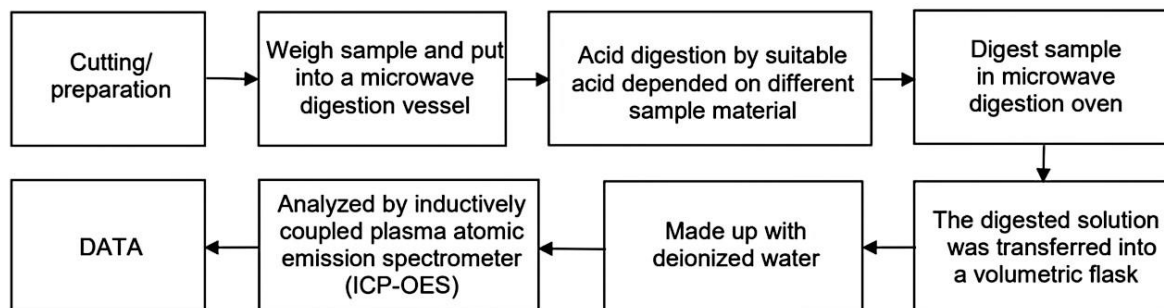 Cutting/
preparation
Weigh sample and put
into a microwave
digestion vessel
Acid digestion by suitable
acid depended on different
sample material
Digest sample
in microwave
digestion oven
The digested solution
was transferred into
a volumetric flask
Made up with
deionized water
Analyzed by inductively
coupled plasma atomic
emission spectrometer
(ICP-OES)
DATA